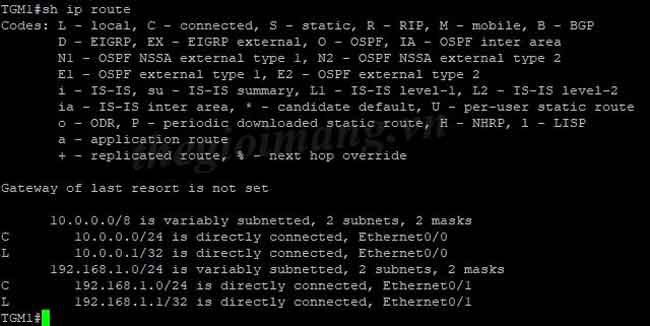 TGM1#sh ip route
Codes: L - local, C - connected, S - static, R - RIP, M - mobile, B - BGP
       D - EIGRP, EX - EIGRP external, O - OSPF, IA - OSPF inter area
       N1 - OSPF NSSA external type 1, N2 - OSPF NSSA external type 2
       E1 - OSPF external type 1, E2 - OSPF external type 2
       i - IS-IS, su - IS-IS summary, L1 - IS-IS level-1, L2 - IS-IS level-2
       ia - IS-IS inter area, * - candidate default, U - per-user static route
       o - ODR, P - periodic downloaded static route, H - NHRP, l - LISP
       a - application route
       + - replicated route, % - next hop override
thegioimang.vn
Gateway of last resort is not set
      10.0.0.0/8 is variably subnetted, 2 subnets, 2 masks
C        10.0.0.0/24 is directly connected, Ethernet0/0
L        10.0.0.1/32 is directly connected, Ethernet0/0
      192.168.1.0/24 is variably subnetted, 2 subnets, 2 masks
C        192.168.1.0/24 is directly connected, Ethernet0/1
L        192.168.1.1/32 is directly connected, Ethernet0/1
TGM1#